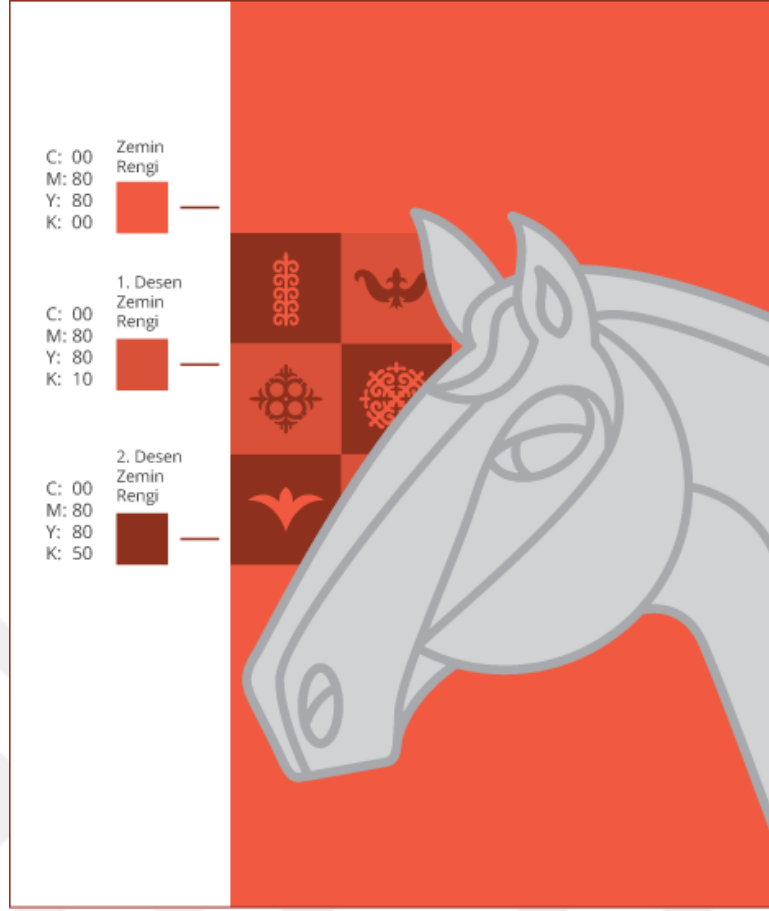 Zemin
Rengi
C: 00
M: 80
Y: 80
K: 00
1. Desen
Zemin
Rengi
C: 00
M: 80
Y: 80
K: 10
2. Desen
Zemin
Rengi
C: 00
M: 80
Y: 80
K: 50